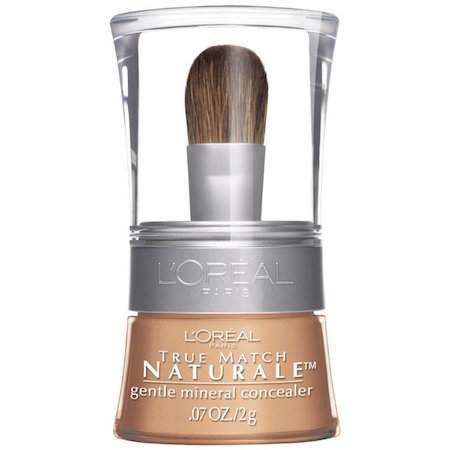 L'ORÉAL
PARIS
L'ORÉAL
PARIS
TRUE MATCH
NATURALE™
gentle mineral concealer
.07 OZ./2g